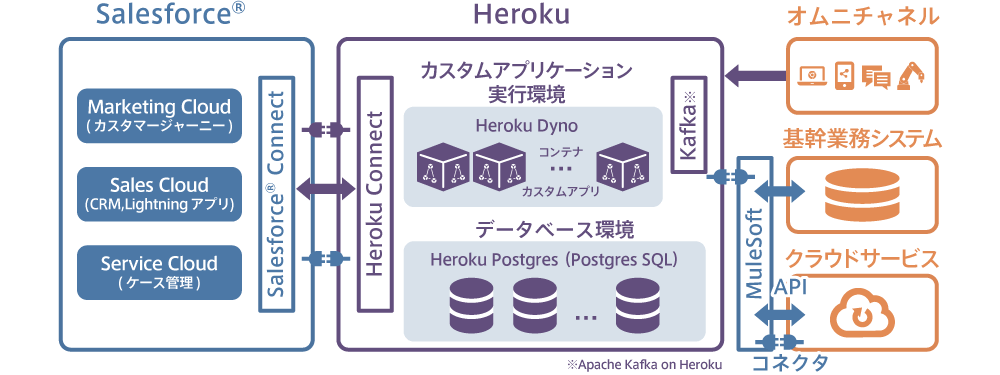 Salesforce®
Marketing Cloud
(カスタマージャーニー)
Sales Cloud
(CRM,Lightning アプリ)
Service Cloud
(ケース管理)
Salesforce® Connect
Heroku
Heroku Connect
カスタムアプリケーション
実行環境
Heroku Dyno
コンテナ
…
カスタムアプリ
データベース環境
Heroku Postgres (Postgres SQL)
…
Kafka※
※Apache Kafka on Heroku
MuleSoft
API
コネクタ
オムニチャネル
基幹業務システム
クラウドサービス